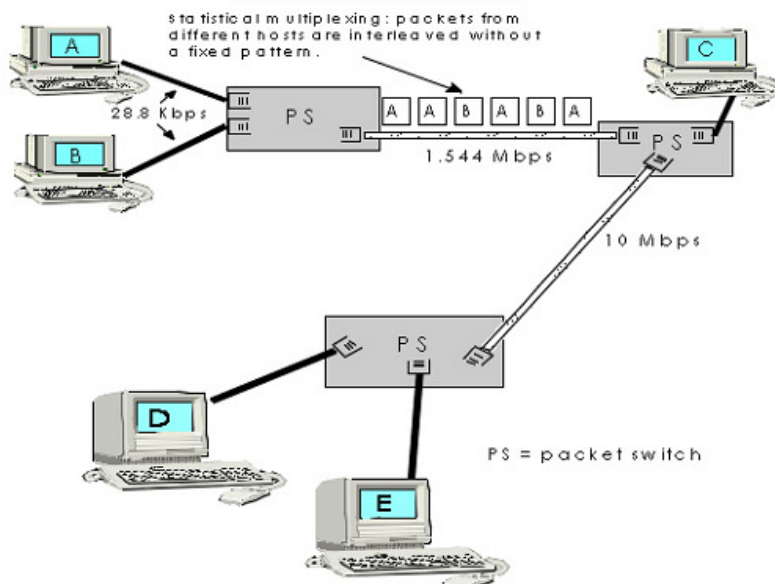 statistical multiplexing: packets from
different hosts are interleaved without
a fixed pattern.
A
C
28.8 Kbps
PS
A A B A B A
B
PS
1.544 Mbps
10 Mbps
PS
D
PS = packet switch
E